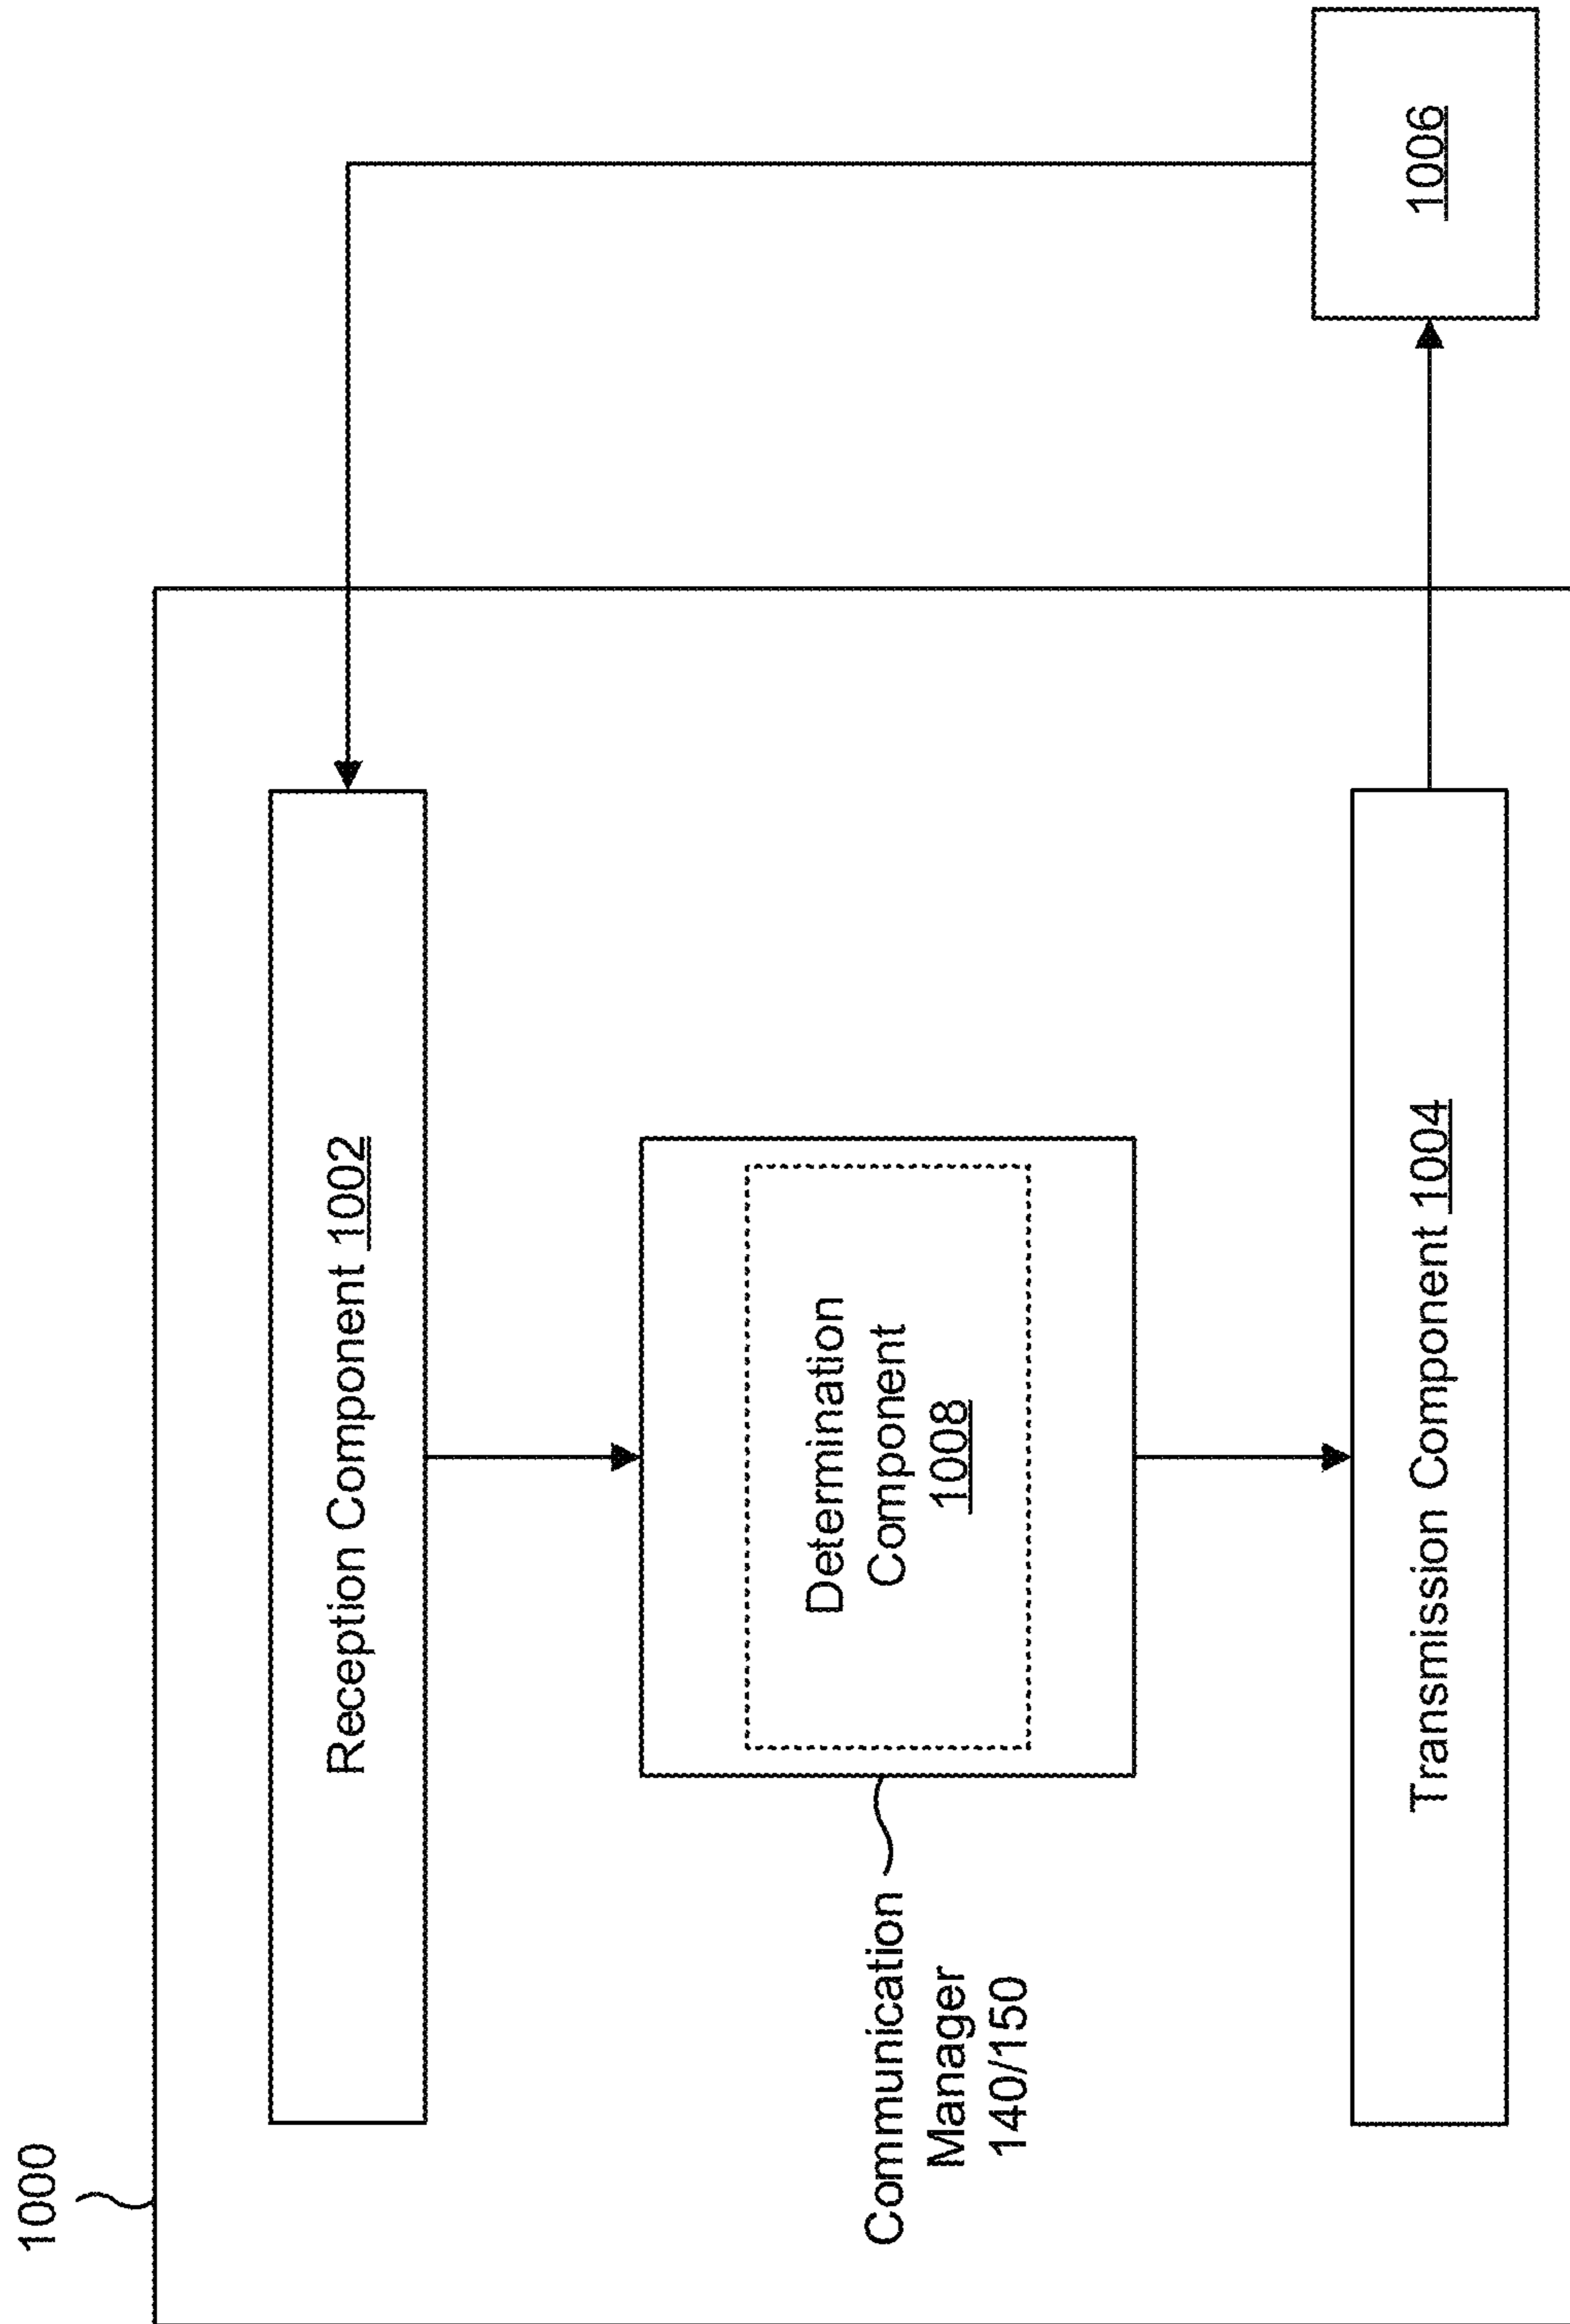 1000
Reception Component 1002
Determination
Component
1008
Communication
Manager
140/150
Transmission Component 1004
1006